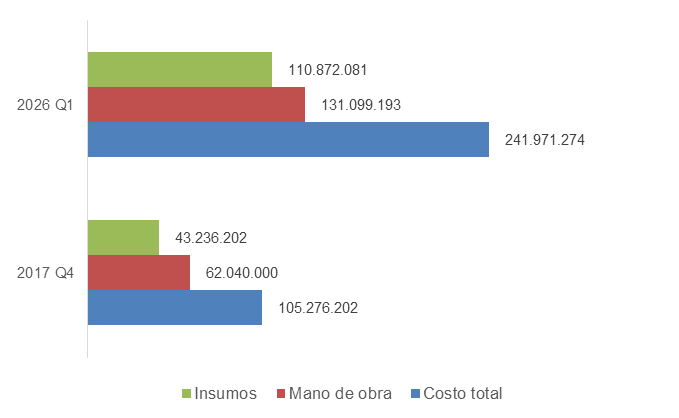 110.872.081
2026 Q1
131.099.193
241.971.274
43.236.202
2017 Q4
62.040.000
105.276.202
Insumos
Mano de obra
Costo total